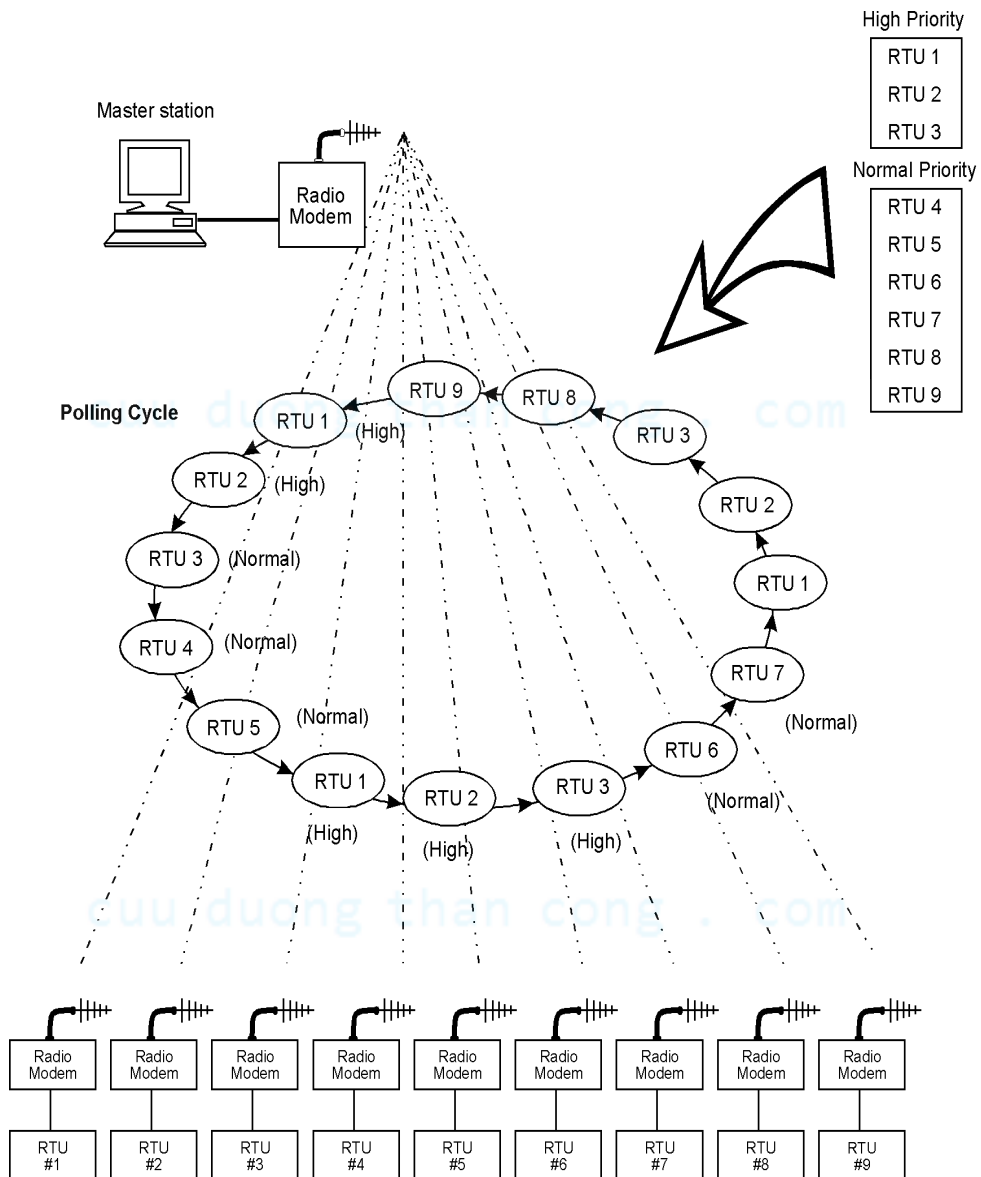 High Priority
RTU 1
RTU 2
RTU 3
Normal Priority
RTU 4
RTU 5
RTU 6
RTU 7
RTU 8
RTU 9
Master station
Radio
Modem
Polling Cycle
RTU 9
RTU 8
RTU 1
(High)
RTU 3
RTU 2
(High)
RTU 2
RTU 3
(Normal)
RTU 1
RTU 4
(Normal)
RTU 7
(Normal)
RTU 5
(Normal)
RTU 6
(Normal)
RTU 1
(High)
RTU 2
(High)
RTU 3
(High)
cuu duong than cong . com
cuu duong than cong . com
Radio
Modem
Radio
Modem
Radio
Modem
Radio
Modem
Radio
Modem
Radio
Modem
Radio
Modem
Radio
Modem
Radio
Modem
RTU
#1
RTU
#2
RTU
#3
RTU
#4
RTU
#5
RTU
#6
RTU
#7
RTU
#8
RTU
#9